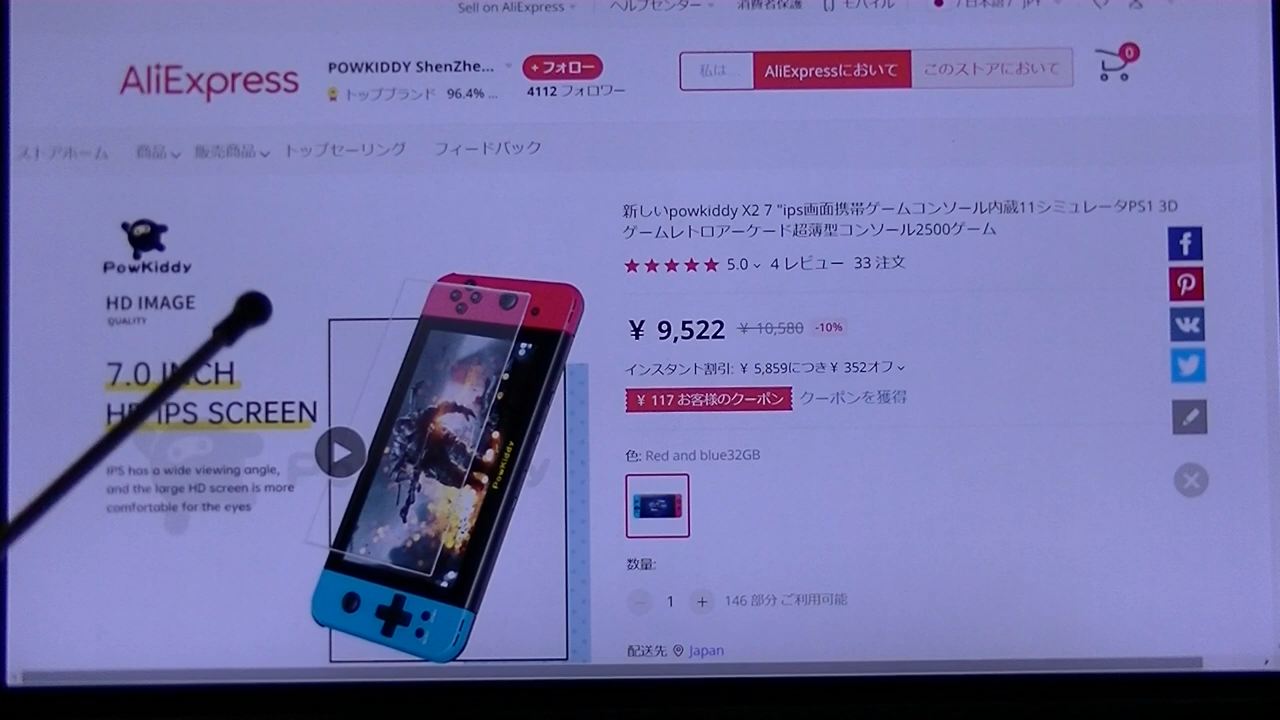 Sell on AliExpress
ヘルプセンター
消費者保護
モバイル
/ 日本語 / JPY
AliExpress
POWKIDDY ShenZhe...
トップブランド 96.4% ...
+ フォロー
4112 フォロワー
私は...
AliExpressにおいて
このストアにおいて
0
ストアホーム 商品 販売商品 トップセーリング フィードバック
PowKiddy
HD IMAGE
QUALITY
7.0 INCH
HD IPS SCREEN
IPS has a wide viewing angle,
and the large HD screen is more
comfortable for the eyes
PowKiddy
新しいpowkiddy X2 7 "ips画面携帯ゲームコンソール内蔵11シミュレータPS1 3D
ゲームレトロアーケード超薄型コンソール2500ゲーム
5.0 4 レビュー 33 注文
¥ 9,522 ¥ 10,580 -10%
インスタント割引: ¥ 5,859につき¥ 352オフ
¥ 117 お客様のクーポン クーポンを獲得
色: Red and blue32GB
数量:
1
146 部分 ご利用可能
配送先 Japan